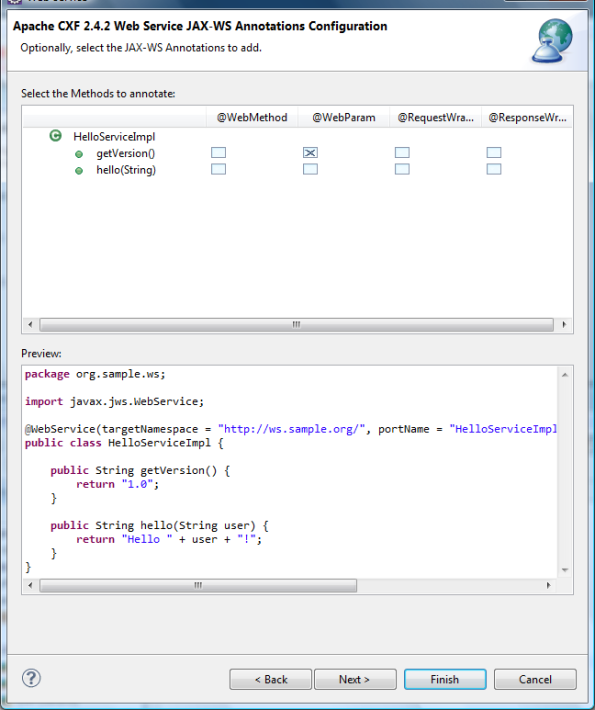 Apache CXF 2.4.2 Web Service JAX-WS Annotations Configuration
Optionally, select the JAX-WS Annotations to add.
Select the Methods to annotate:
@WebMethod @WebParam @RequestWra... @ResponseWr...
HelloServiceImpl
getVersion()
hello(String)
Preview:
package org.sample.ws;
import javax.jws.WebService;
@WebService(targetNamespace = "http://ws.sample.org/", portName = "HelloServiceImpl
public class HelloServiceImpl {
public String getVersion() {
return "1.0";
}
public String hello(String user) {
return "Hello " + user + "!";
}
}
< Back Next > Finish Cancel